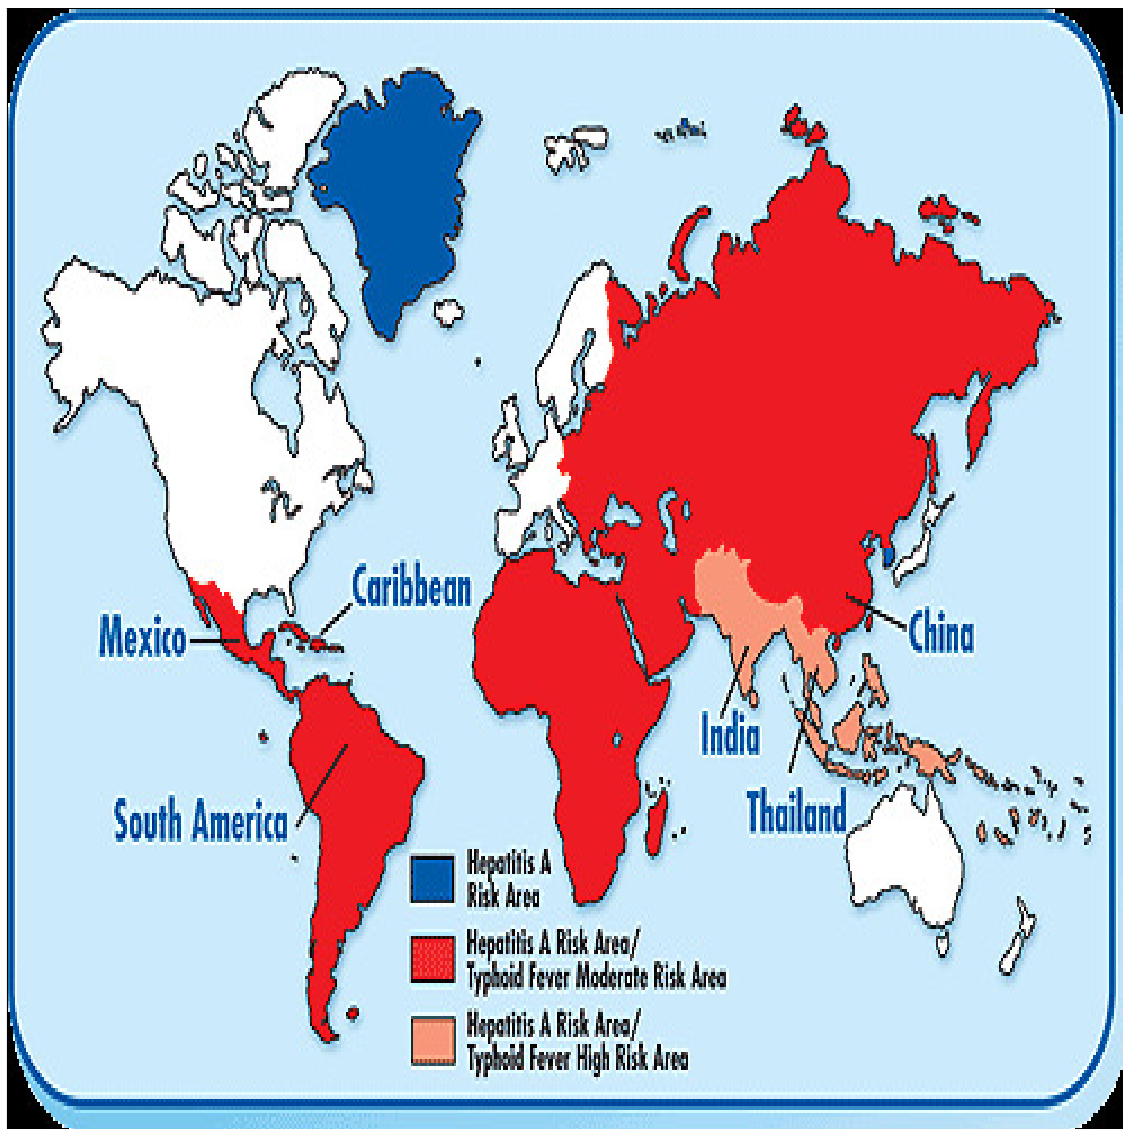 Caribbean
Mexico
China
India
Thailand
South America
Hepatitis A
Risk Area
Hepatitis A Risk Area/
Typhoid Fever Moderate Risk Area
Hepatitis A Risk Area/
Typhoid Fever High Risk Area